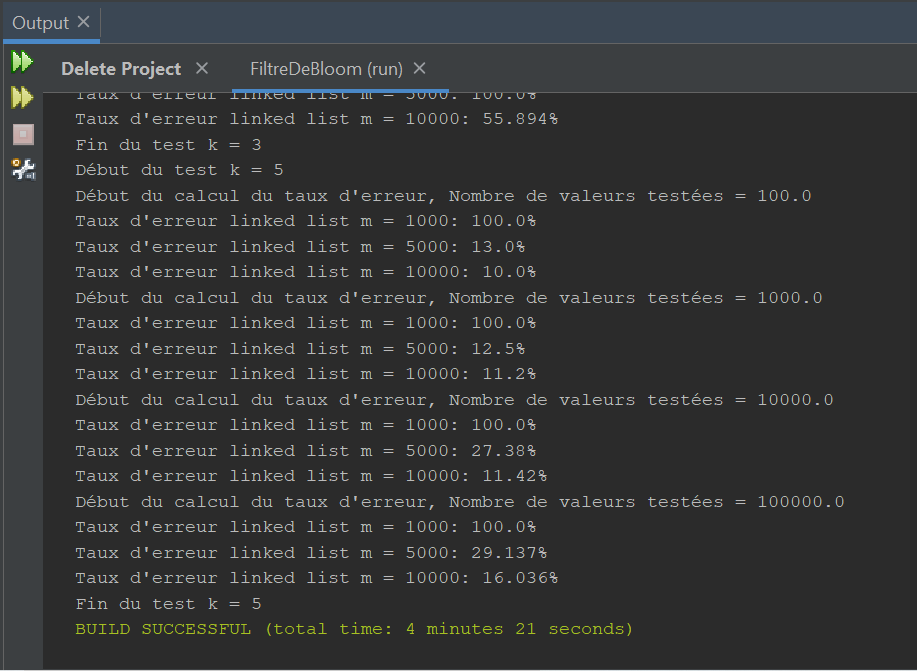 Output
Delete Project
FiltreDeBloom (run)
Taux d'erreur linked list m = 5000: 100.0%
Taux d'erreur linked list m = 10000: 55.894%
Fin du test k = 3
Début du test k = 5
Début du calcul du taux d'erreur, Nombre de valeurs testées = 100.0
Taux d'erreur linked list m = 1000: 100.0%
Taux d'erreur linked list m = 5000: 13.0%
Taux d'erreur linked list m = 10000: 10.0%
Début du calcul du taux d'erreur, Nombre de valeurs testées = 1000.0
Taux d'erreur linked list m = 1000: 100.0%
Taux d'erreur linked list m = 5000: 12.5%
Taux d'erreur linked list m = 10000: 11.2%
Début du calcul du taux d'erreur, Nombre de valeurs testées = 10000.0
Taux d'erreur linked list m = 1000: 100.0%
Taux d'erreur linked list m = 5000: 27.38%
Taux d'erreur linked list m = 10000: 11.42%
Début du calcul du taux d'erreur, Nombre de valeurs testées = 100000.0
Taux d'erreur linked list m = 1000: 100.0%
Taux d'erreur linked list m = 5000: 29.137%
Taux d'erreur linked list m = 10000: 16.036%
Fin du test k = 5
BUILD SUCCESSFUL (total time: 4 minutes 21 seconds)